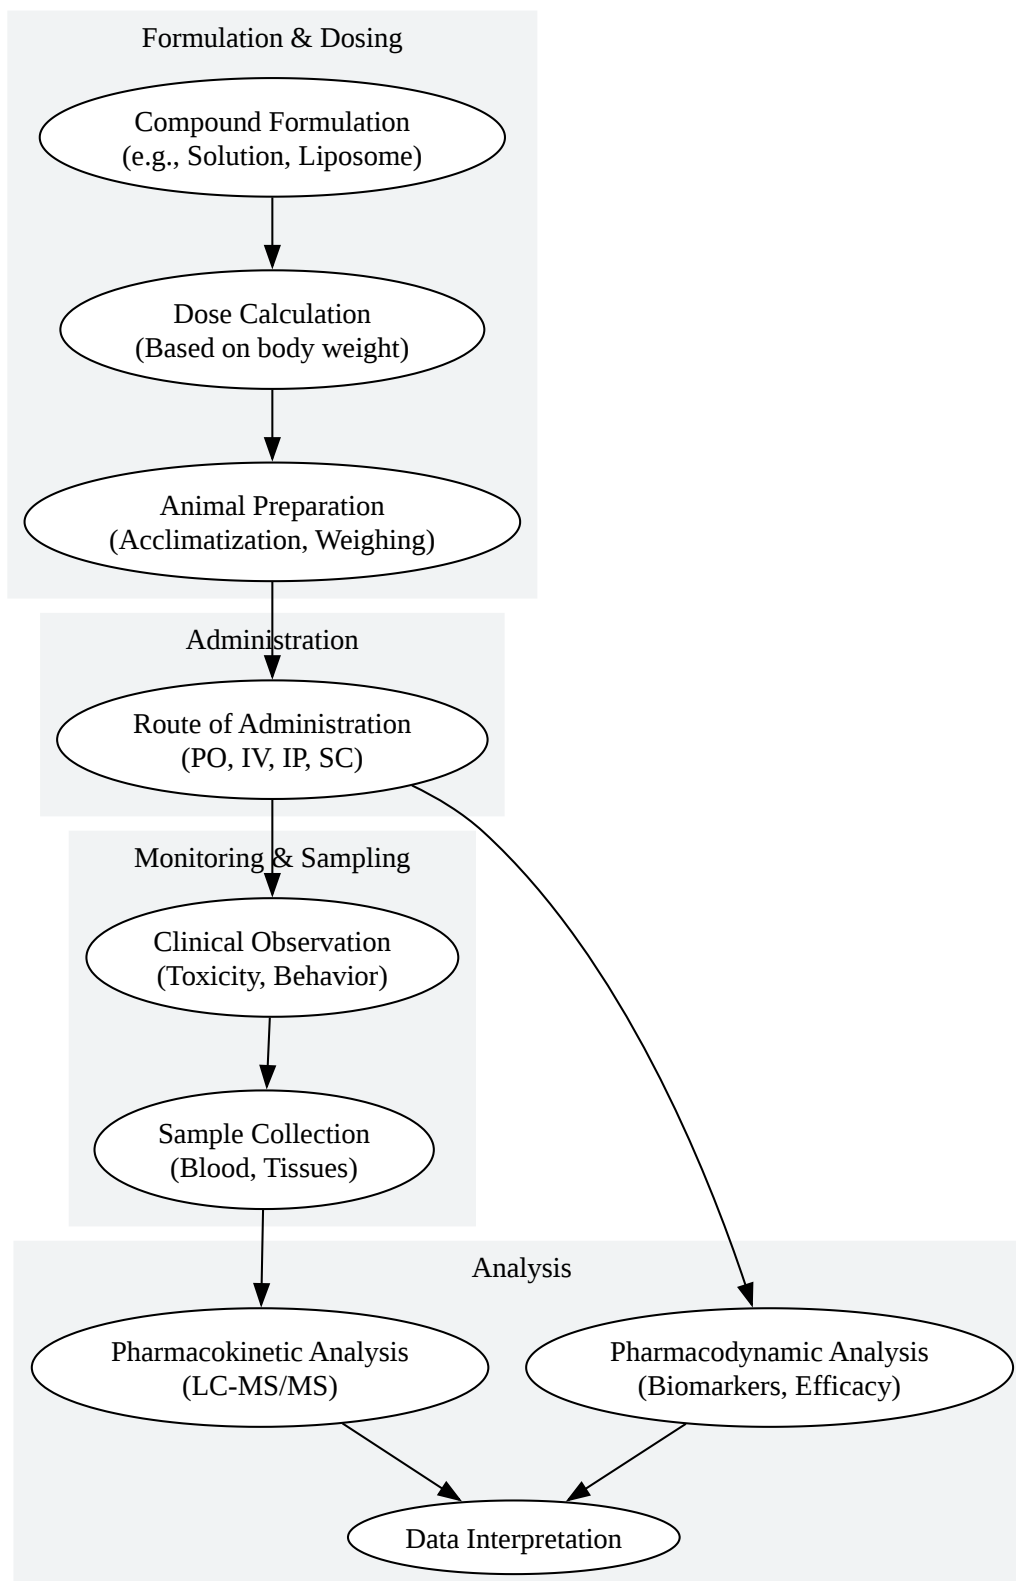 Formulation & Dosing
Compound Formulation
(e.g., Solution, Liposome)
Dose Calculation
(Based on body weight)
Animal Preparation
(Acclimatization, Weighing)
Administration
Route of Administration
(PO, IV, IP, SC)
Monitoring & Sampling
Clinical Observation
(Toxicity, Behavior)
Sample Collection
(Blood, Tissues)
Analysis
Pharmacokinetic Analysis
(LC-MS/MS)
Pharmacodynamic Analysis
(Biomarkers, Efficacy)
Data Interpretation